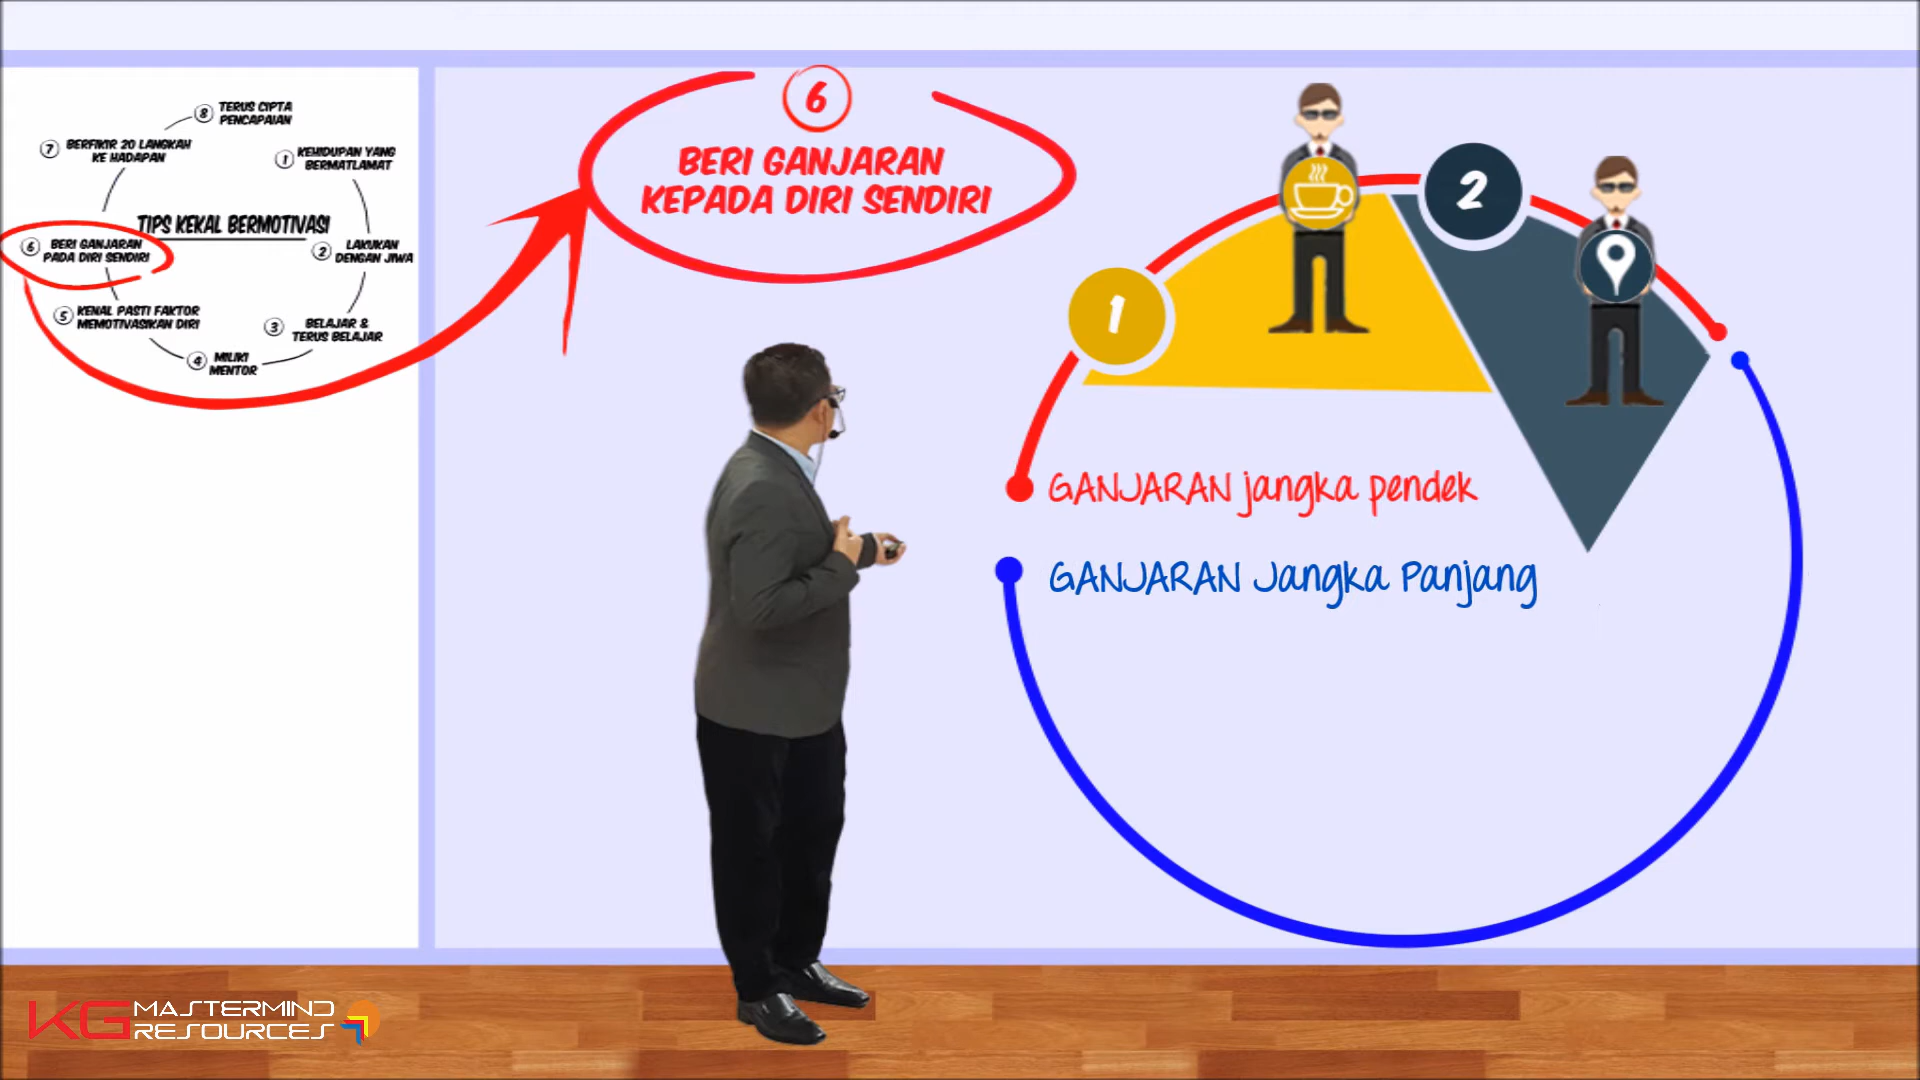 8 TERUS CIPTA
PENCAPAIAN
7 BERFIKIR 20 LANGKAH
KE HADAPAN
1 KEHIDUPAN YANG
BERMATLAMAT
TIPS KEKAL BERMOTIVASI
6 BERI GANJARAN
PADA DIRI SENDIRI
2 LAKUKAN
DENGAN JIWA
5 KENAL PASTI FAKTOR
MEMOTIVASIKAN DIRI
3 BELAJAR &
TERUS BELAJAR
4 MILIKI
MENTOR
6
BERI GANJARAN
KEPADA DIRI SENDIRI
1
2
GANJARAN jangka pendek
GANJARAN Jangka Panjang
KG MASTERMIND
RESOURCES